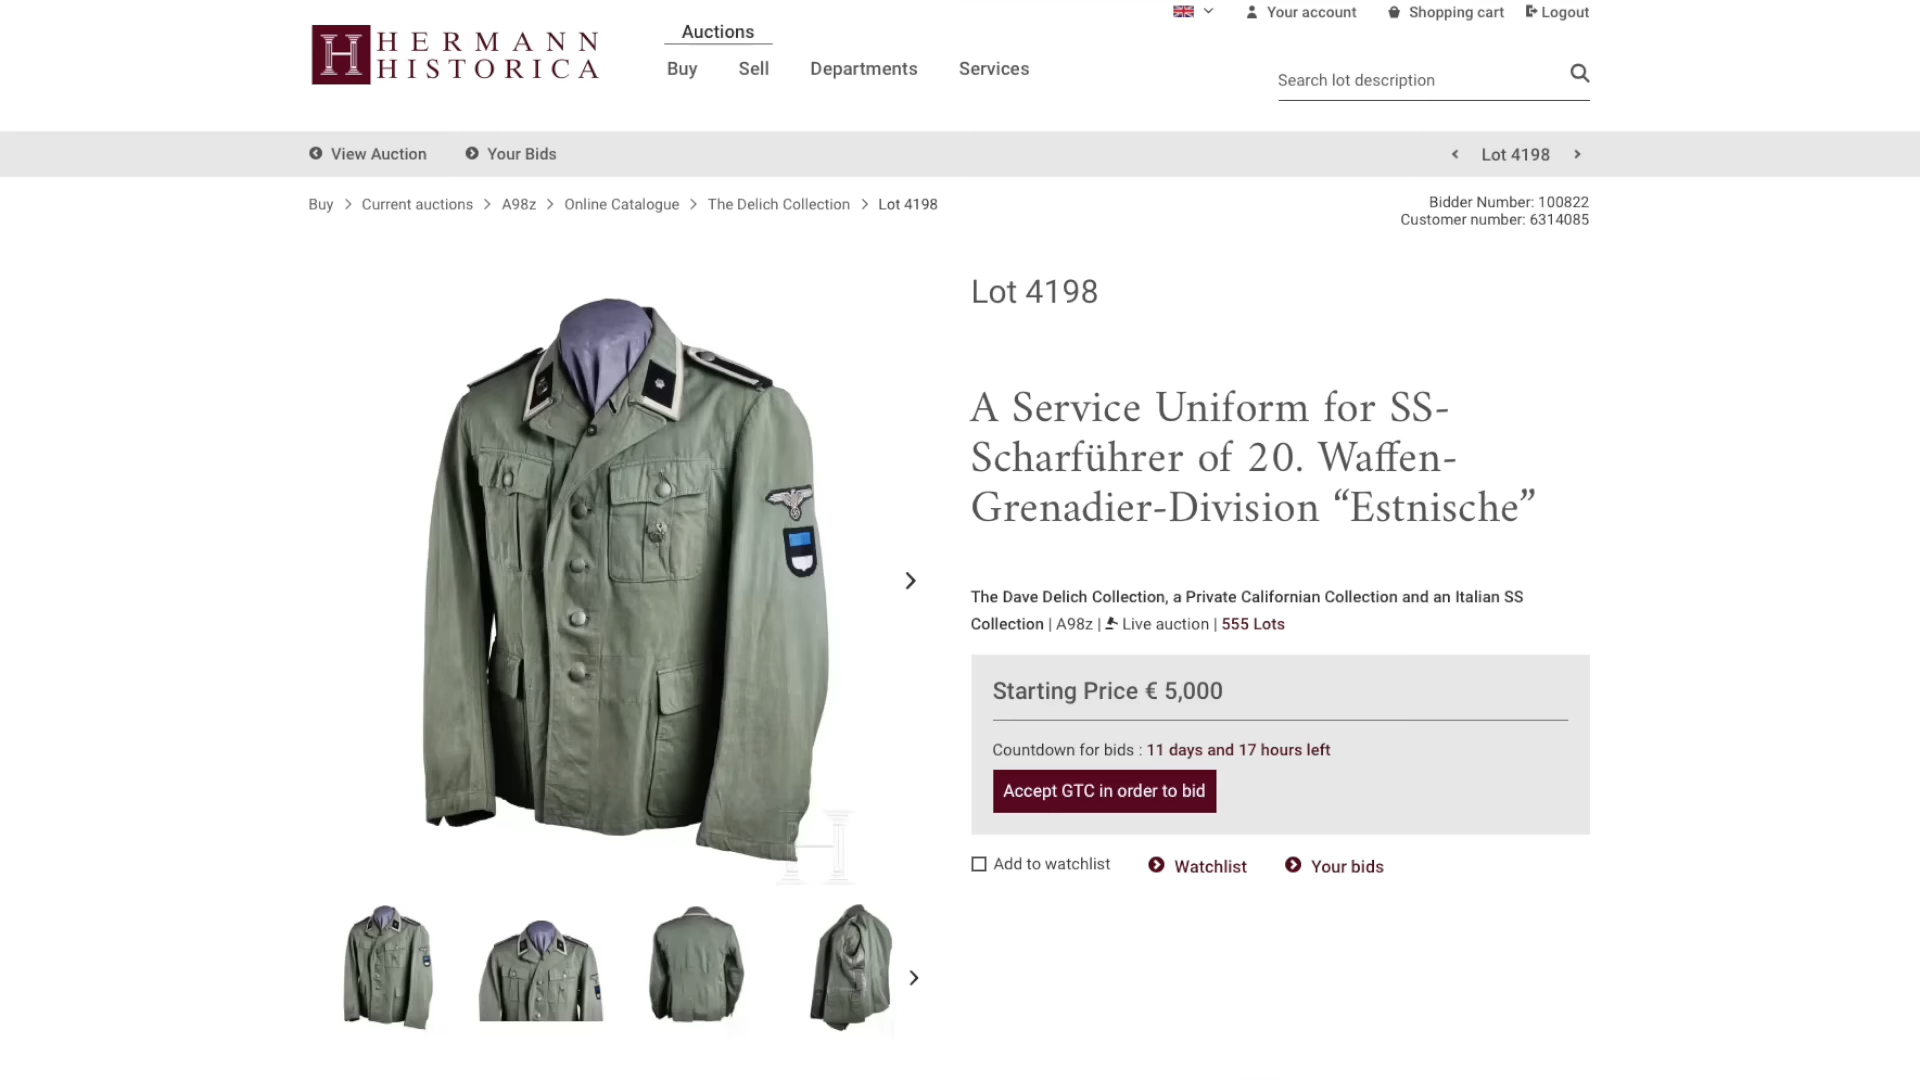 HERMANN
HISTORICA
Auctions
Buy Sell Departments Services
Your account Shopping cart Logout
Search lot description
View Auction Your Bids
Lot 4198
Buy > Current auctions > A98z > Online Catalogue > The Delich Collection > Lot 4198
Bidder Number: 100822
Customer number: 6314085
Lot 4198
A Service Uniform for SS-
Scharführer of 20. Waffen-
Grenadier-Division “Estnische”
The Dave Delich Collection, a Private Californian Collection and an Italian SS
Collection | A98z | Live auction | 555 Lots
Starting Price € 5,000
Countdown for bids : 11 days and 17 hours left
Accept GTC in order to bid
Add to watchlist Watchlist Your bids